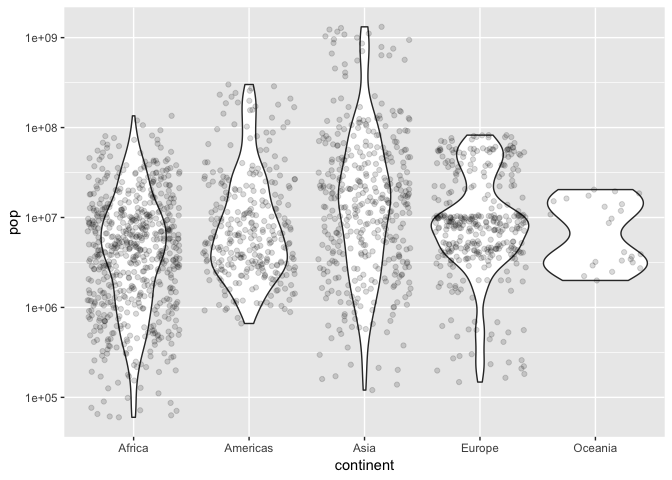 1e+09
1e+08
1e+07
1e+06
1e+05
pop
Africa
Americas
Asia
Europe
Oceania
continent